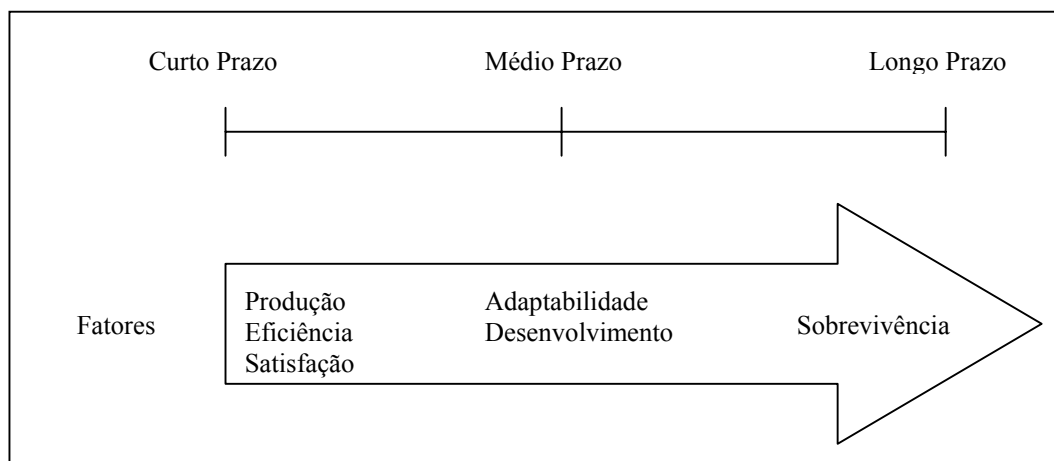 Curto Prazo
Médio Prazo
Longo Prazo
Fatores
Produção
Eficiência
Satisfação
Adaptabilidade
Desenvolvimento
Sobrevivência